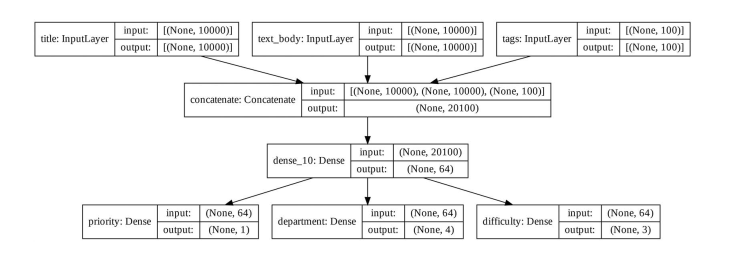 title: InputLayer
input: [(None, 10000)]
output: [(None, 10000)]
text_body: InputLayer
input: [(None, 10000)]
output: [(None, 10000)]
tags: InputLayer
input: [(None, 100)]
output: [(None, 100)]
concatenate: Concatenate
input: [(None, 10000), (None, 10000), (None, 100)]
output: (None, 20100)
dense_10: Dense
input: (None, 20100)
output: (None, 64)
priority: Dense
input: (None, 64)
output: (None, 1)
department: Dense
input: (None, 64)
output: (None, 4)
difficulty: Dense
input: (None, 64)
output: (None, 3)